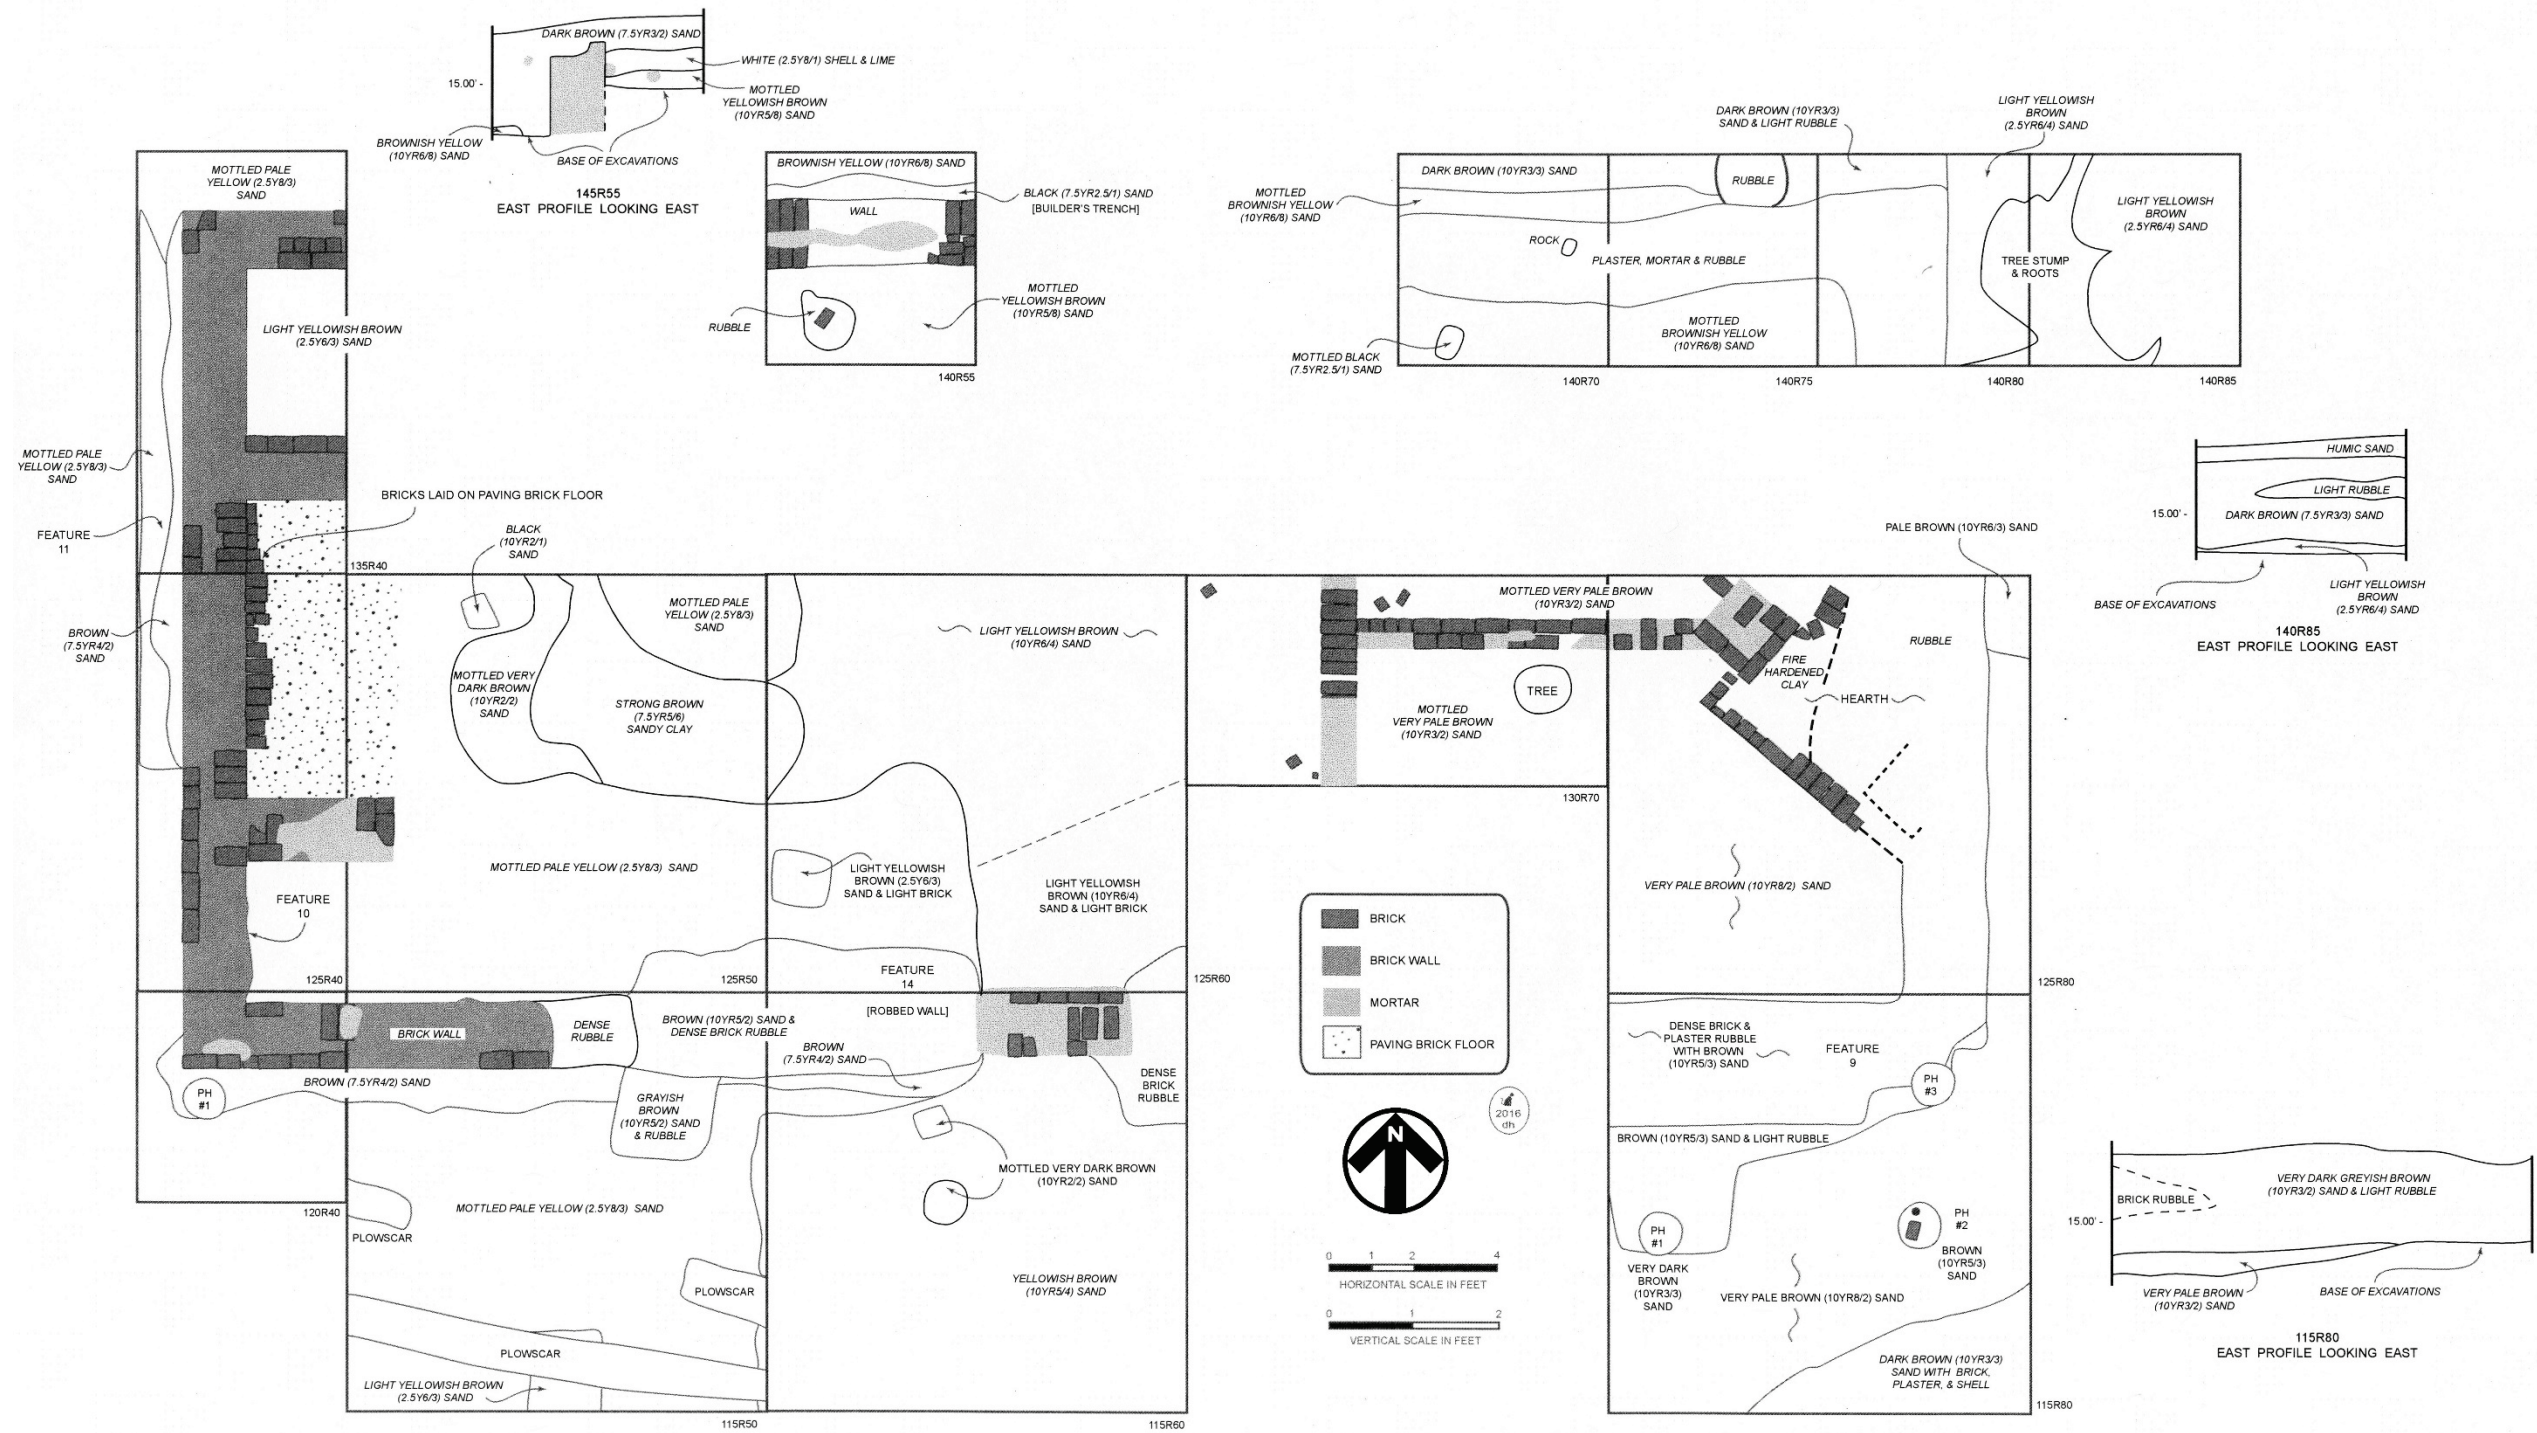 DARK BROWN (7.5YR3/2) SAND
WHITE (2.5Y8/1) SHELL & LIME
15.00' -
MOTTLED
YELLOWISH BROWN
(10YR5/8) SAND
BROWNISH YELLOW
(10YR6/8) SAND
BASE OF EXCAVATIONS
145R55
EAST PROFILE LOOKING EAST
MOTTLED PALE
YELLOW (2.5Y8/3)
SAND
LIGHT YELLOWISH BROWN
(2.5Y6/3) SAND
MOTTLED PALE
YELLOW (2.5Y8/3)
SAND
FEATURE
11
BRICKS LAID ON PAVING BRICK FLOOR
135R40
BROWN
(7.5YR4/2)
SAND
BROWNISH YELLOW (10YR6/8) SAND
BLACK (7.5YR2.5/1) SAND
[BUILDER'S TRENCH]
WALL
MOTTLED
YELLOWISH BROWN
(10YR5/8) SAND
RUBBLE
140R55
DARK BROWN (10YR3/3)
SAND & LIGHT RUBBLE
LIGHT YELLOWISH
BROWN
(2.5YR6/4) SAND
DARK BROWN (10YR3/3) SAND
RUBBLE
MOTTLED
BROWNISH YELLOW
(10YR6/8) SAND
LIGHT YELLOWISH
BROWN
(2.5YR6/4) SAND
ROCK
PLASTER, MORTAR & RUBBLE
TREE STUMP
& ROOTS
MOTTLED
BROWNISH YELLOW
(10YR6/8) SAND
MOTTLED BLACK
(7.5YR2.5/1) SAND
140R70
140R75
140R80
140R85
HUMIC SAND
LIGHT RUBBLE
15.00' -
DARK BROWN (7.5YR3/3) SAND
LIGHT YELLOWISH
BROWN
(2.5YR6/4) SAND
BASE OF EXCAVATIONS
140R85
EAST PROFILE LOOKING EAST
BLACK
(10YR2/1)
SAND
MOTTLED PALE
YELLOW (2.5Y8/3)
SAND
MOTTLED VERY
DARK BROWN
(10YR2/2)
SAND
STRONG BROWN
(7.5YR5/6)
SANDY CLAY
LIGHT YELLOWISH BROWN
(10YR6/4) SAND
MOTTLED PALE YELLOW (2.5Y8/3) SAND
LIGHT YELLOWISH
BROWN (2.5Y6/3)
SAND & LIGHT BRICK
LIGHT YELLOWISH
BROWN (10YR6/4)
SAND & LIGHT BRICK
FEATURE
10
125R40
125R50
FEATURE
14
125R60
MOTTLED VERY PALE BROWN
(10YR3/2) SAND
TREE
MOTTLED
VERY PALE BROWN
(10YR3/2) SAND
130R70
PALE BROWN (10YR6/3) SAND
RUBBLE
FIRE
HARDENED
CLAY
HEARTH
VERY PALE BROWN (10YR8/2) SAND
125R80
BRICK
BRICK WALL
MORTAR
PAVING BRICK FLOOR
BRICK WALL
DENSE
RUBBLE
BROWN (10YR5/2) SAND &
DENSE BRICK RUBBLE
[ROBBED WALL]
BROWN
(7.5YR4/2) SAND
DENSE
BRICK
RUBBLE
BROWN (7.5YR4/2) SAND
PH
#1
GRAYISH
BROWN
(10YR5/2) SAND
& RUBBLE
MOTTLED VERY DARK BROWN
(10YR2/2) SAND
120R40
PLOWSCAR
MOTTLED PALE YELLOW (2.5Y8/3) SAND
PLOWSCAR
YELLOWISH BROWN
(10YR5/4) SAND
PLOWSCAR
LIGHT YELLOWISH BROWN
(2.5Y6/3) SAND
115R50
115R60
2016
dh
N
0 1 2 4
HORIZONTAL SCALE IN FEET
0 1 2
VERTICAL SCALE IN FEET
DENSE BRICK &
PLASTER RUBBLE
WITH BROWN
(10YR5/3) SAND
FEATURE
9
PH
#3
BROWN (10YR5/3) SAND & LIGHT RUBBLE
PH
#1
PH
#2
BROWN
(10YR5/3)
SAND
VERY DARK
BROWN
(10YR3/3)
SAND
VERY PALE BROWN (10YR8/2) SAND
DARK BROWN (10YR3/3)
SAND WITH BRICK,
PLASTER, & SHELL
115R80
VERY DARK GREYISH BROWN
(10YR3/2) SAND & LIGHT RUBBLE
BRICK RUBBLE
15.00' -
VERY PALE BROWN
(10YR3/2) SAND
BASE OF EXCAVATIONS
115R80
EAST PROFILE LOOKING EAST